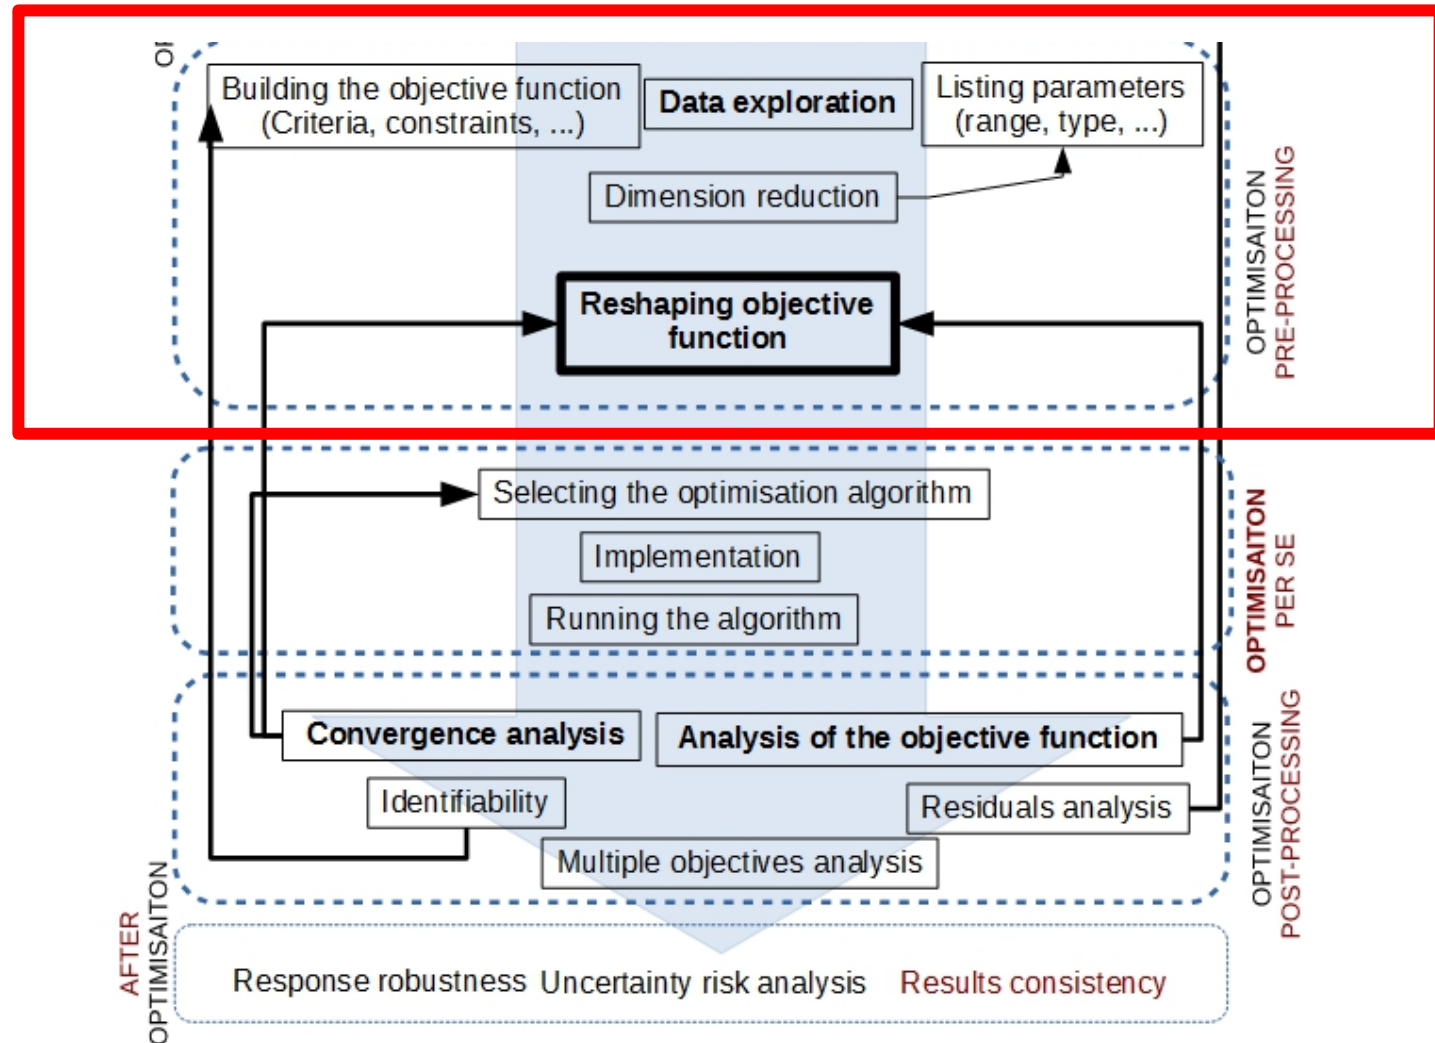 Building the objective function
(Criteria, constraints, ...)
Data exploration
Listing parameters
(range, type, ...)
Dimension reduction
Reshaping objective
function
OPTIMISAITON
PRE-PROCESSING
Selecting the optimisation algorithm
Implementation
Running the algorithm
OPTIMISAITON
PER SE
Convergence analysis
Analysis of the objective function
Identifiability
Residuals analysis
Multiple objectives analysis
OPTIMISAITON
POST-PROCESSING
AFTER
OPTIMISAITON
Response robustness
Uncertainty risk analysis
Results consistency